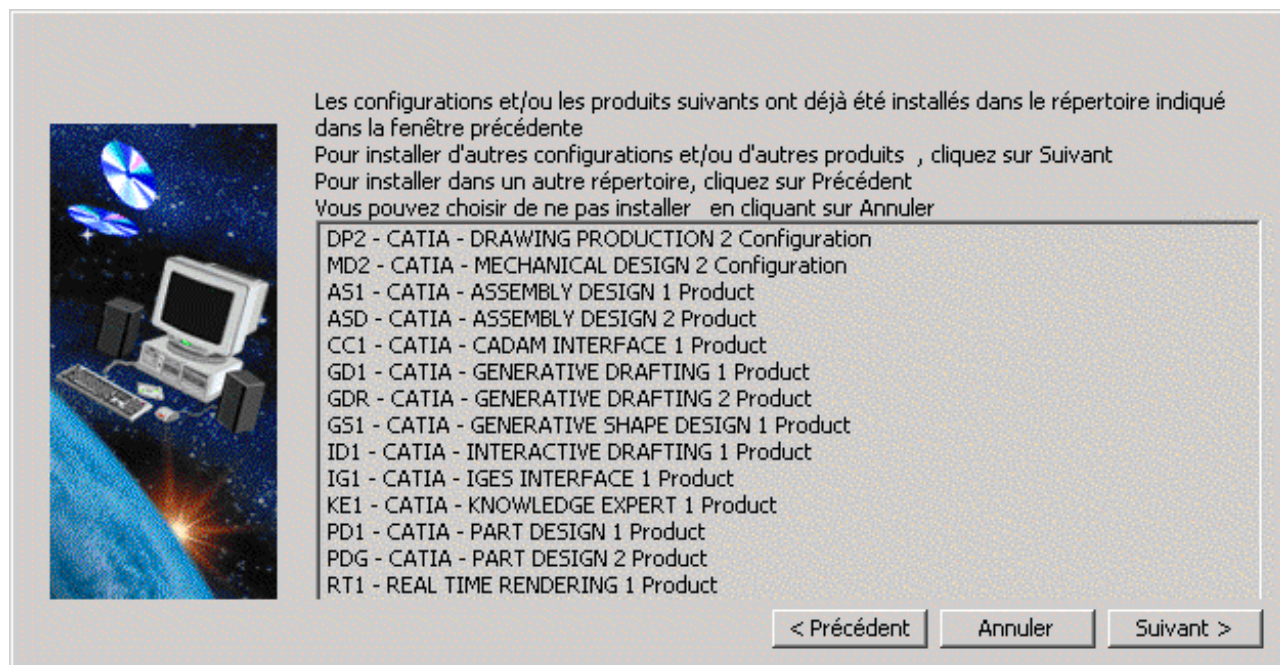 Les configurations et/ou les produits suivants ont déjà été installés dans le répertoire indiqué
dans la fenêtre précédente
Pour installer d'autres configurations et/ou d'autres produits , cliquez sur Suivant
Pour installer dans un autre répertoire, cliquez sur Précédent
Vous pouvez choisir de ne pas installer en cliquant sur Annuler
DP2 - CATIA - DRAWING PRODUCTION 2 Configuration
MD2 - CATIA - MECHANICAL DESIGN 2 Configuration
AS1 - CATIA - ASSEMBLY DESIGN 1 Product
ASD - CATIA - ASSEMBLY DESIGN 2 Product
CC1 - CATIA - CADAM INTERFACE 1 Product
GD1 - CATIA - GENERATIVE DRAFTING 1 Product
GDR - CATIA - GENERATIVE DRAFTING 2 Product
GS1 - CATIA - GENERATIVE SHAPE DESIGN 1 Product
ID1 - CATIA - INTERACTIVE DRAFTING 1 Product
IG1 - CATIA - IGES INTERFACE 1 Product
KE1 - CATIA - KNOWLEDGE EXPERT 1 Product
PD1 - CATIA - PART DESIGN 1 Product
PDG - CATIA - PART DESIGN 2 Product
RT1 - REAL TIME RENDERING 1 Product
< Précédent
Annuler
Suivant >